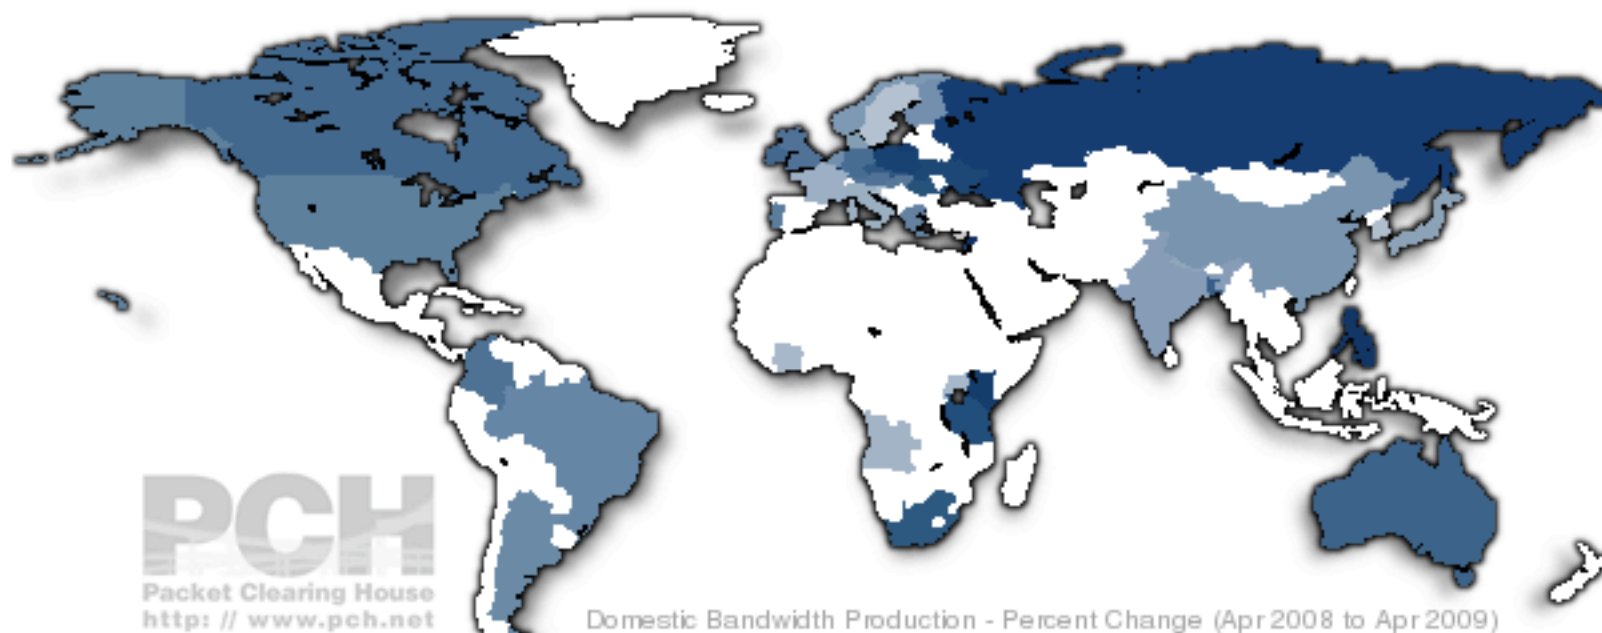 PCH
Packet Clearing House
http: // www.pch.net
Domestic Bandwidth Production - Percent Change (Apr 2008 to Apr 2009)